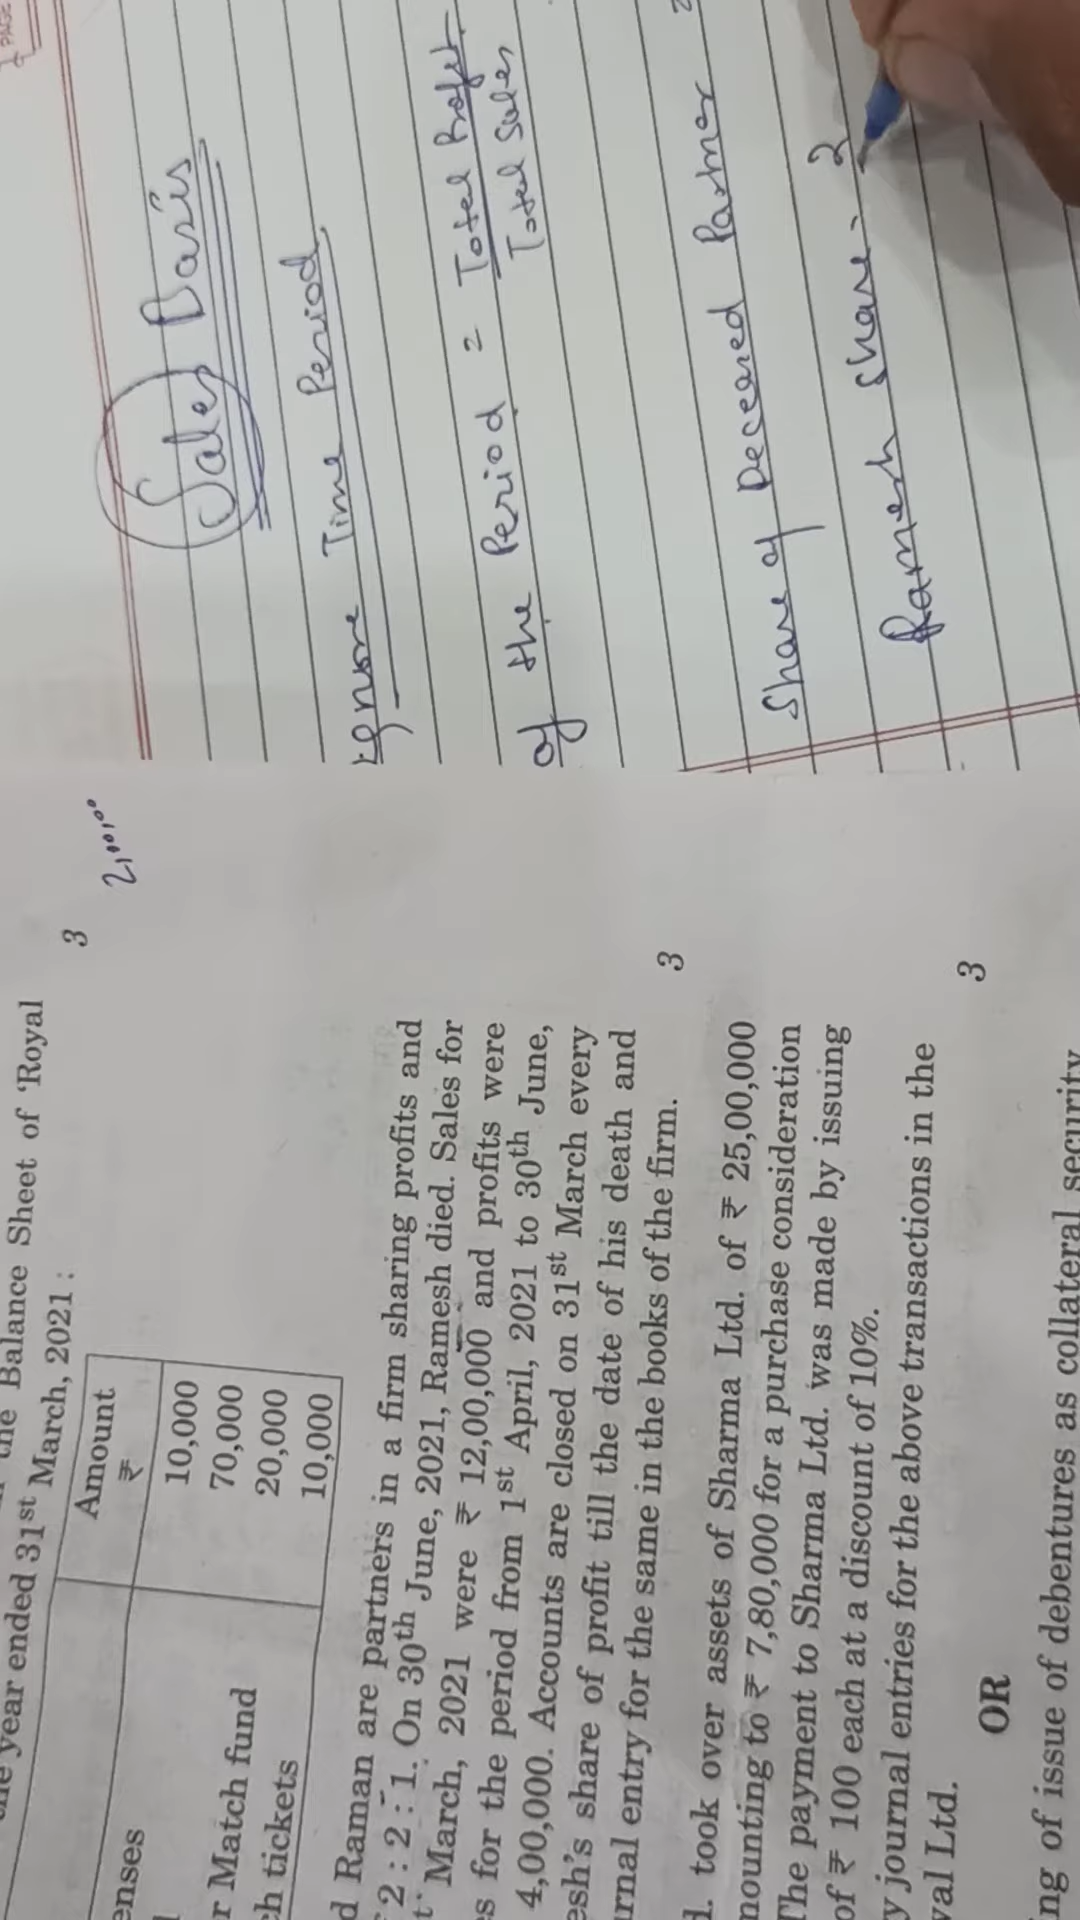 Sales Basis
Ignore Time Period
of the Period = Total Profit
Total Sales
Share of Deceased Partner =
Ramesh share = 2
the Balance Sheet of ‘Royal
year ended 31st March, 2021 :
3
Amount
₹
enses
10,000
70,000
r Match fund
20,000
ch tickets
10,000
d Raman are partners in a firm sharing profits and
2 : 2 : 1. On 30th June, 2021, Ramesh died. Sales for
March, 2021 were ₹ 12,00,000 and profits were
s for the period from 1st April, 2021 to 30th June,
4,00,000. Accounts are closed on 31st March every
esh’s share of profit till the date of his death and
rnal entry for the same in the books of the firm.
3
d. took over assets of Sharma Ltd. of ₹ 25,00,000
mounting to ₹ 7,80,000 for a purchase consideration
The payment to Sharma Ltd. was made by issuing
of ₹ 100 each at a discount of 10%.
y journal entries for the above transactions in the
val Ltd.
3
OR
ng of issue of debentures as collateral security